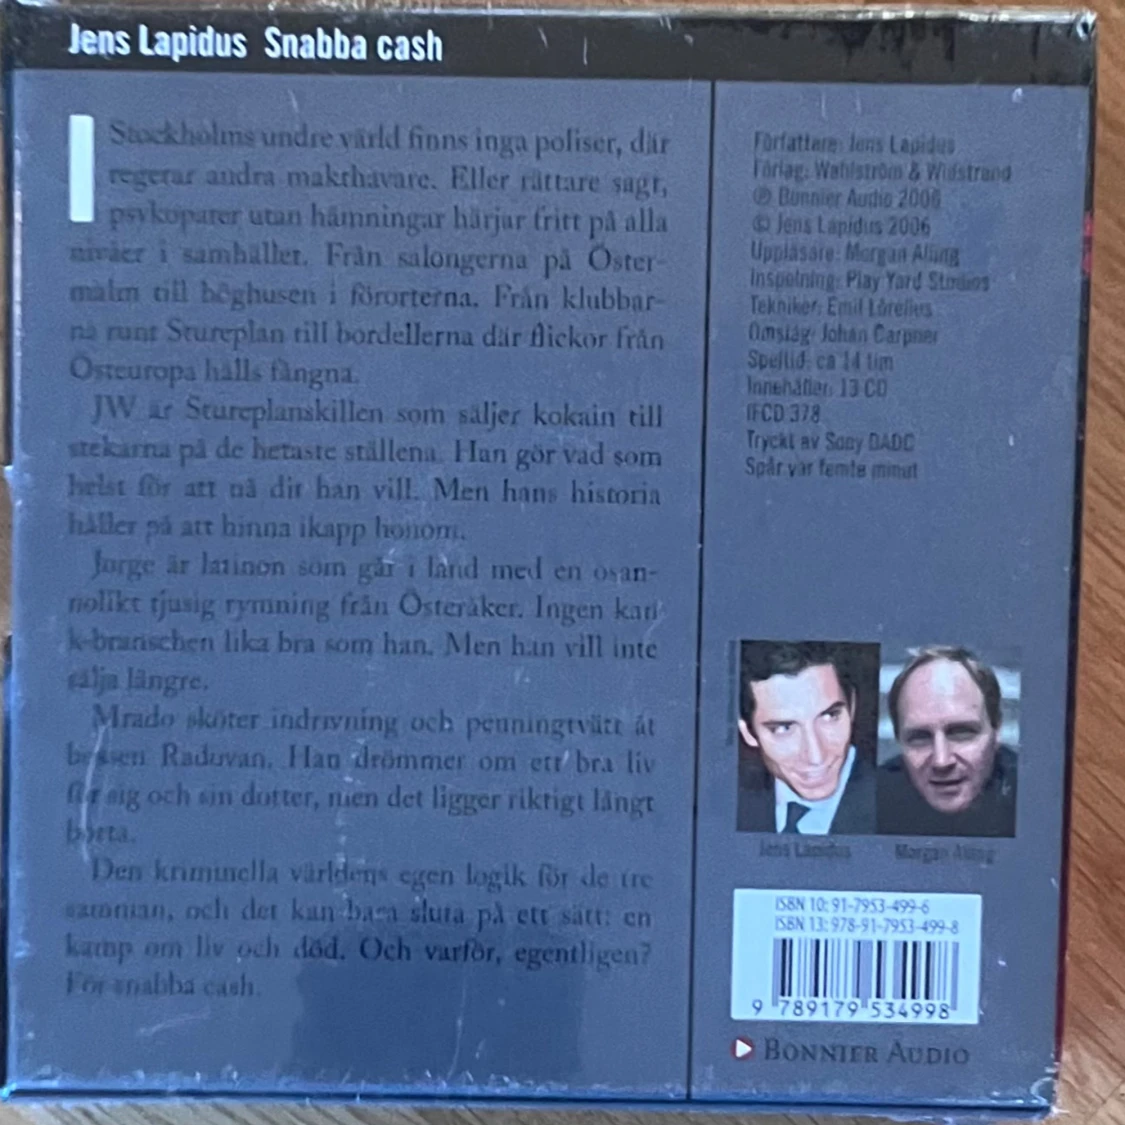 Jens Lapidus Snabba cash
I Stockholms undre värld finns inga poliser, där
regerar andra makthavare. Eller rättare sagt,
psykopater utan hämningar härjar fritt på alla
nivåer i samhället. Från salongerna på Öster-
malm till höghusen i förorterna. Från klubbar-
na runt Stureplan till bordellerna där flickor från
Östeuropa hålls fångna.
JW är Stureplanskillen som säljer kokain till
stekarna på de hetaste ställena. Han gör vad som
helst för att nå dit han vill. Men hans historia
håller på att hinna ikapp honom.
Jorge är latinon som går i land med en osan-
nolikt tjusig rymning från Österåker. Ingen kan
k-branschen lika bra som han. Men han vill inte
sälja längre.
Mrado sköter indrivning och penningtvätt åt
bossen Radovan. Han drömmer om ett bra liv
för sig och sin dotter, men det ligger riktigt långt
borta.
Den kriminella världens egen logik för de tre
samman, och det kan bara sluta på ett sätt: en
kamp om liv och död. Och varför, egentligen?
För snabba cash.
Författare: Jens Lapidus
Förlag: Wahlström & Widstrand
℗ Bonnier Audio 2006
© Jens Lapidus 2006
Uppläsare: Morgan Alling
Inspelning: Play Yard Studios
Tekniker: Emil Lörelius
Omslag: Johan Carpner
Speltid: ca 14 tim
Innehåller: 13 CD
IFCD 378
Tryckt av Sony DADC
Spår var femte minut
Jens Lapidus Morgan Alling
ISBN 10: 91-7953-499-6
ISBN 13: 978-91-7953-499-8
9 789179 534998
BONNIER AUDIO